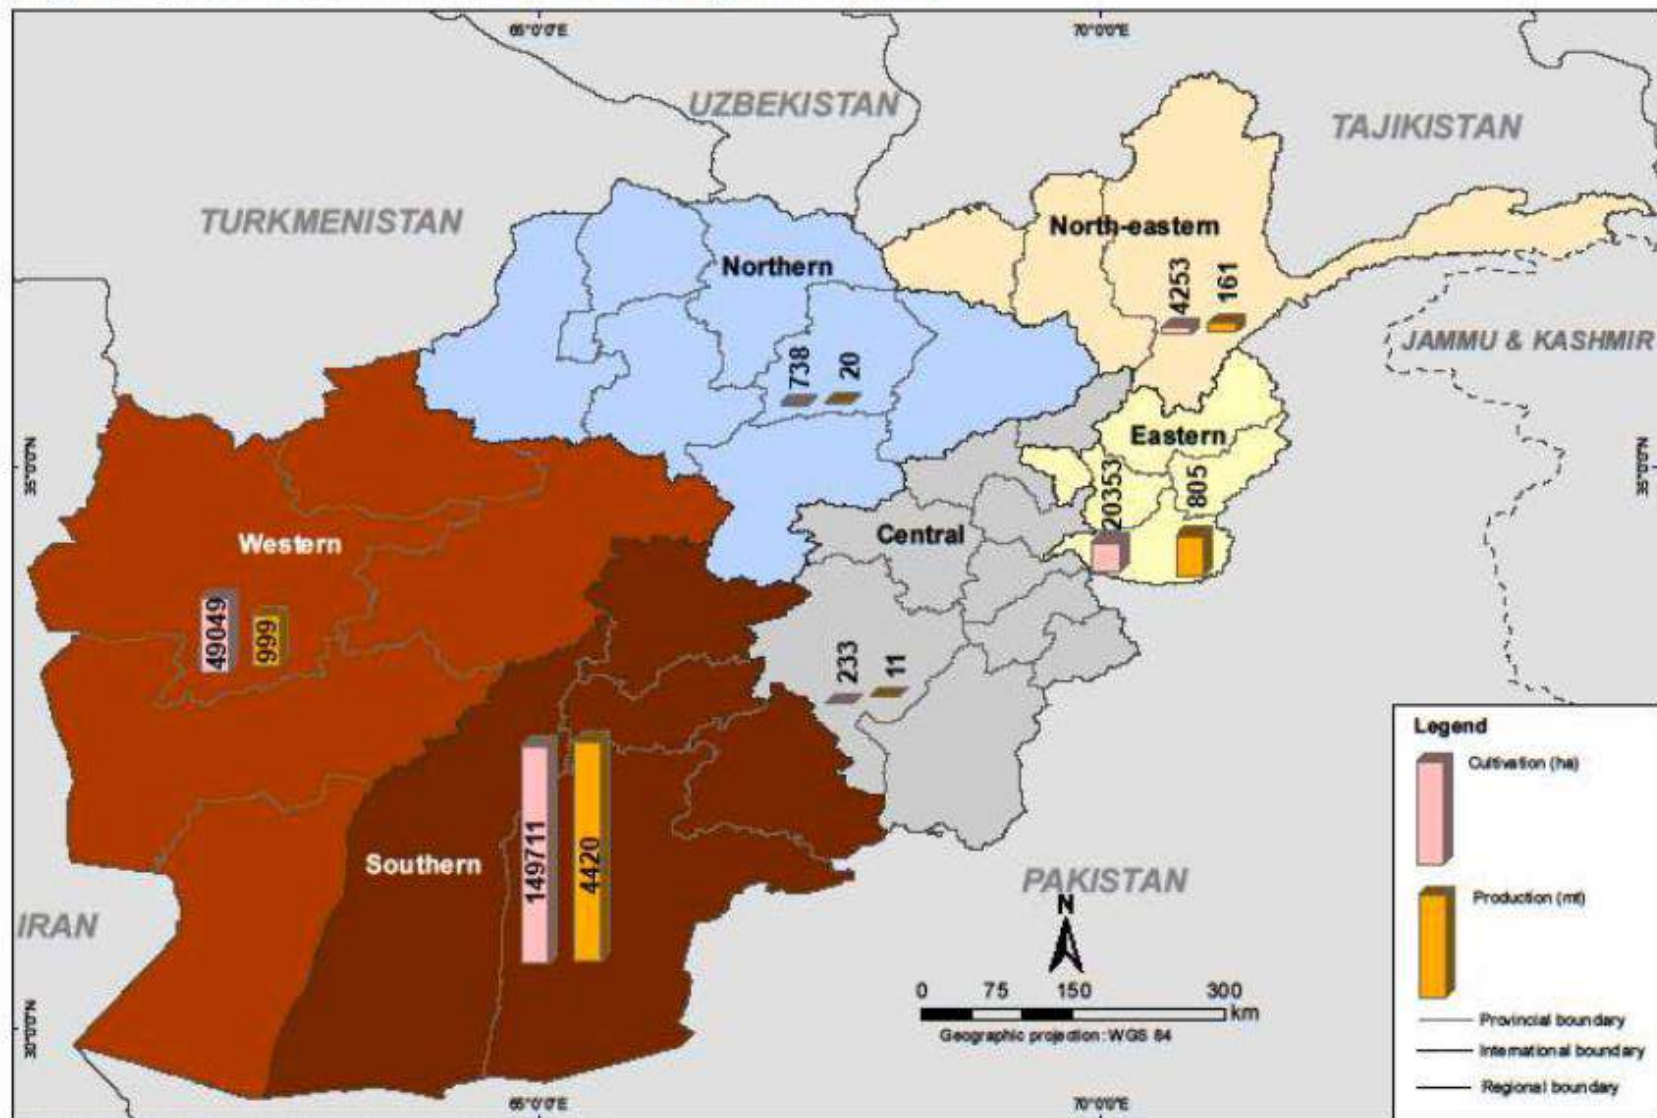 65°0'0"E
70°0'0"E
UZBEKISTAN
TAJIKISTAN
TURKMENISTAN
North-eastern
Northern
4253
161
JAMMU & KASHMIR
738
20
Eastern
35°0'0"N
35°0'0"N
20353
805
Western
Central
49049
999
233
11
Legend
Cultivation (ha)
149711
4420
Southern
PAKISTAN
IRAN
N
Production (mt)
0 75 150 300
km
Geographic projection: WGS 84
Provincial boundary
International boundary
Regional boundary
30°0'0"N
65°0'0"E
70°0'0"E